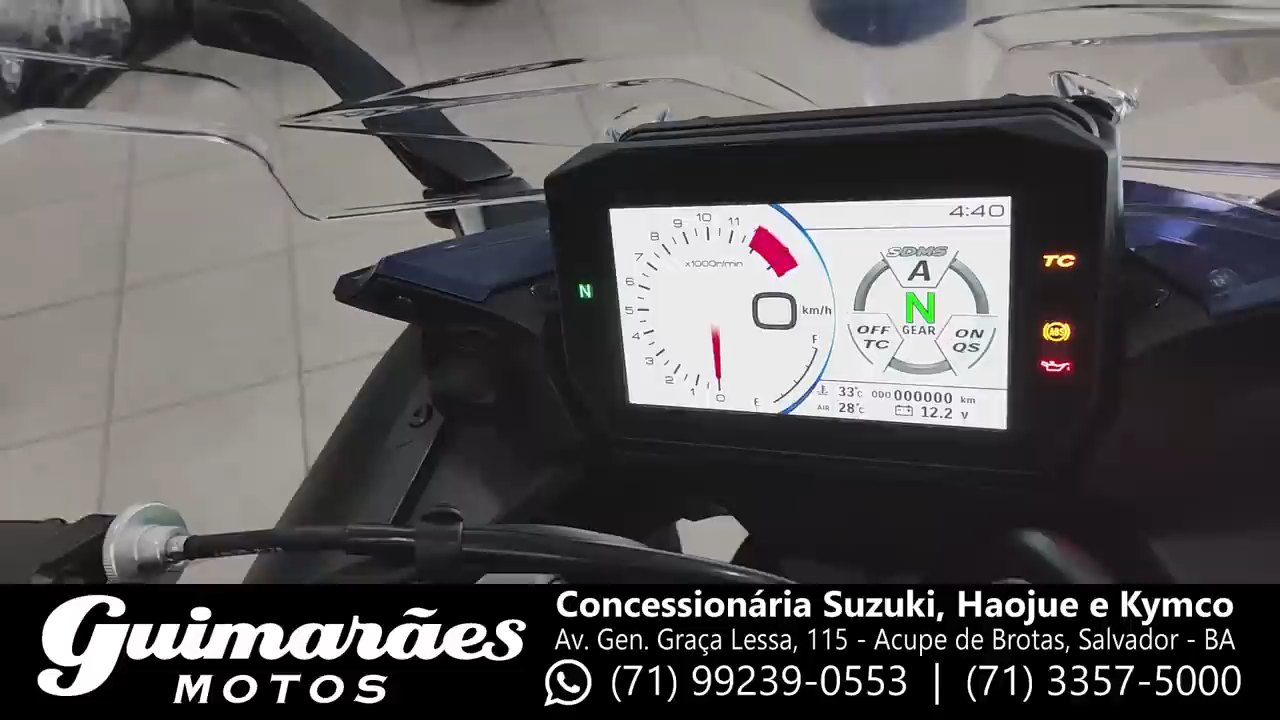 4:40
11
10
9
8
7
6
5
4
3
2
1
0
x1000r/min
0 km/h
F
E
SDMS
A
N
GEAR
OFF
TC
ON
QS
33°C ODO 000000 km
AIR 28°C 12.2 V
N
TC
ABS
Guimarães
MOTOS
Concessionária Suzuki, Haojue e Kymco
Av. Gen. Graça Lessa, 115 - Acupe de Brotas, Salvador - BA
(71) 99239-0553 | (71) 3357-5000